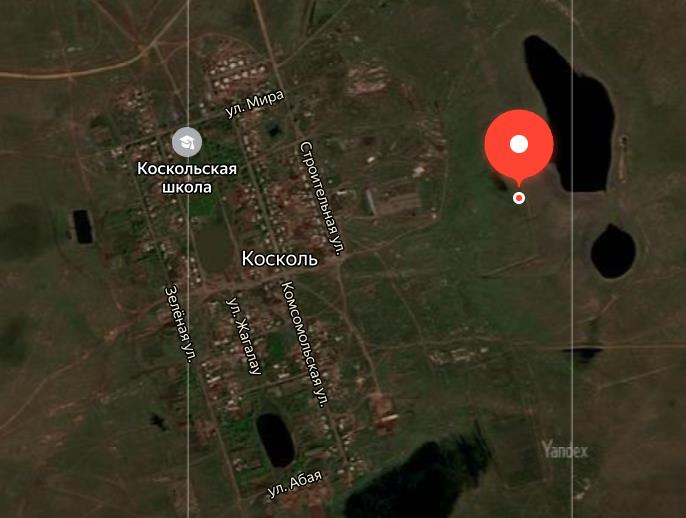 ул. Мира
Коскольская
школа
Строительная ул.
Косколь
Зелёная ул.
ул. Жагалау
Комсомольская ул.
Yandex
ул. Абая